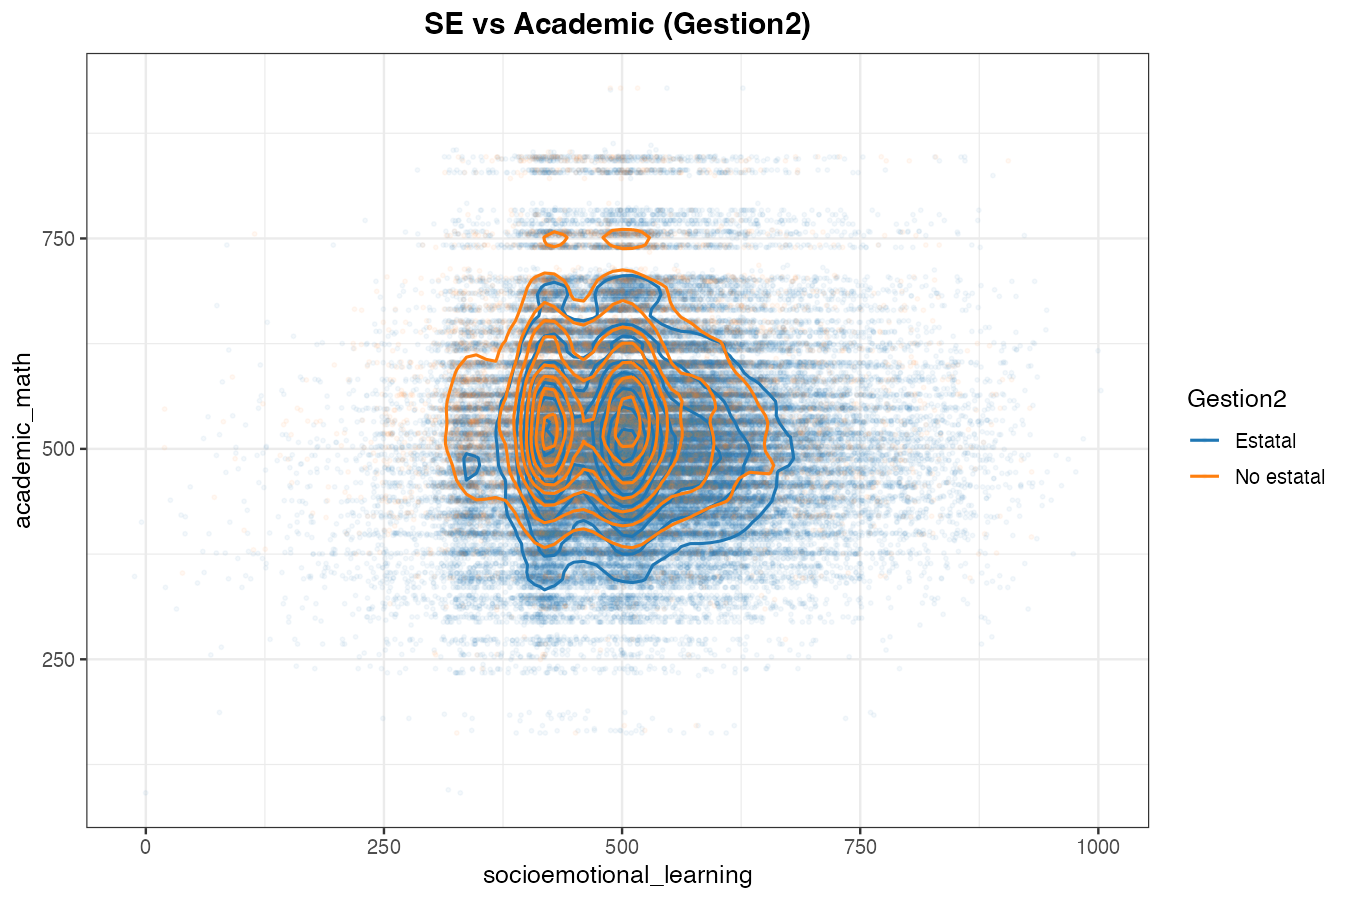 SE vs Academic (Gestion2)
academic_math
750
500
250
0
250
500
750
1000
socioemotional_learning
Gestion2
Estatal
No estatal